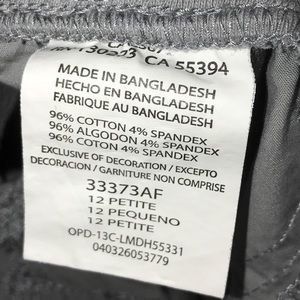 CA 55394
MADE IN BANGLADESH
HECHO EN BANGLADESH
FABRIQUE AU BANGLADESH
96% COTTON 4% SPANDEX
96% ALGODON 4% SPANDEX
96% COTON 4% SPANDEX
EXCLUSIVE OF DECORATION / EXCEPTO
DECORACION / GARNITURE NON COMPRISE
33373AF
12 PETITE
12 PEQUENO
12 PETITE
OPD-13C-LMDH55331
040326053779